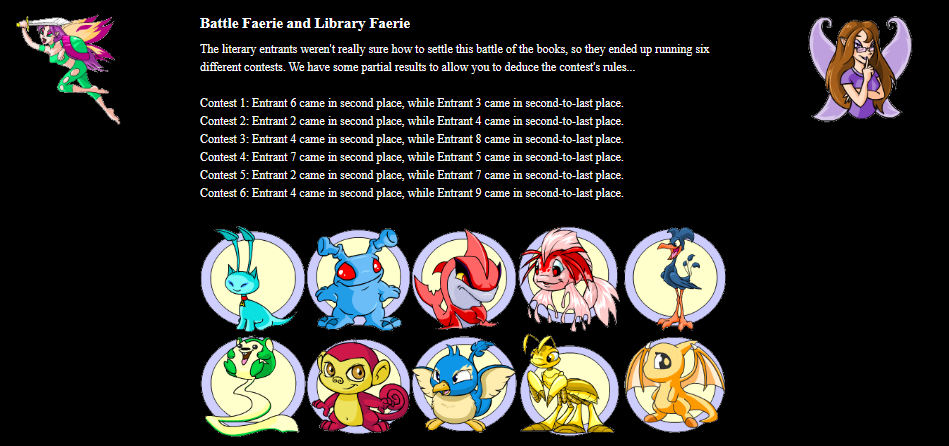 Battle Faerie and Library Faerie
The literary entrants weren't really sure how to settle this battle of the books, so they ended up running six
different contests. We have some partial results to allow you to deduce the contest's rules...
Contest 1: Entrant 6 came in second place, while Entrant 3 came in second-to-last place.
Contest 2: Entrant 2 came in second place, while Entrant 4 came in second-to-last place.
Contest 3: Entrant 4 came in second place, while Entrant 8 came in second-to-last place.
Contest 4: Entrant 7 came in second place, while Entrant 5 came in second-to-last place.
Contest 5: Entrant 2 came in second place, while Entrant 7 came in second-to-last place.
Contest 6: Entrant 4 came in second place, while Entrant 9 came in second-to-last place.